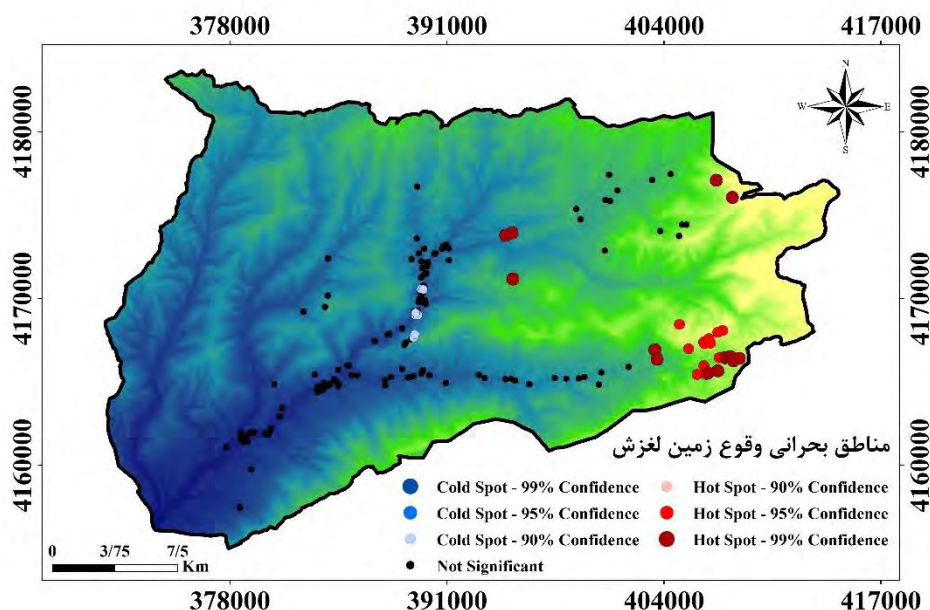 378000 391000 404000 417000
N
W E
S
4180000 4180000
4170000 4170000
4160000 4160000
مناطق بحرانی وقوع زمین لغزش
Cold Spot - 99% Confidence Hot Spot - 90% Confidence
Cold Spot - 95% Confidence Hot Spot - 95% Confidence
Cold Spot - 90% Confidence Hot Spot - 99% Confidence
Not Significant
0 3/75 7/5
Km
378000 391000 404000 417000